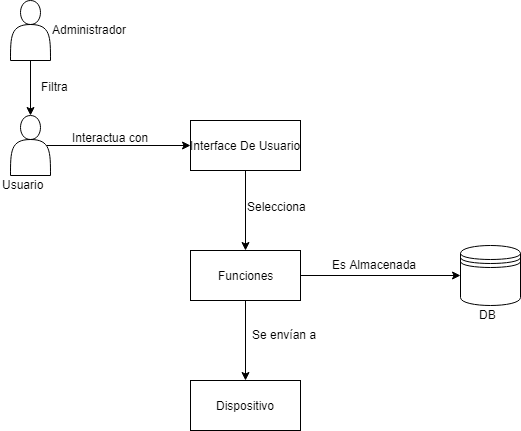 Administrador
Filtra
Interactua con
Interface De Usuario
Usuario
Selecciona
Funciones
Es Almacenada
DB
Se envían a
Dispositivo